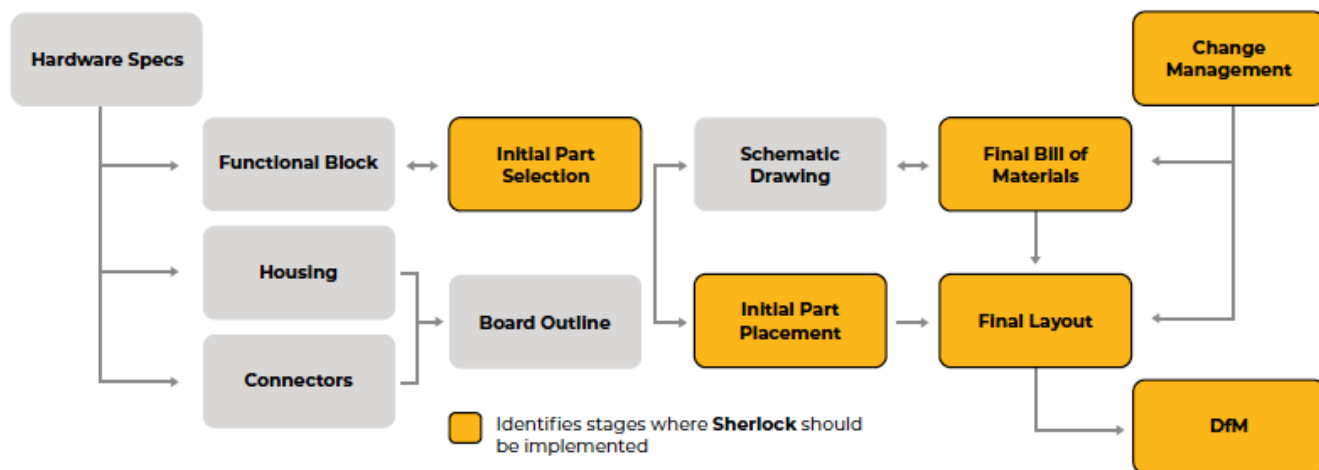 Hardware Specs
Change
Management
Functional Block
Initial Part
Selection
Schematic
Drawing
Final Bill of
Materials
Housing
Board Outline
Initial Part
Placement
Final Layout
Connectors
Identifies stages where Sherlock should
be implemented
DfM